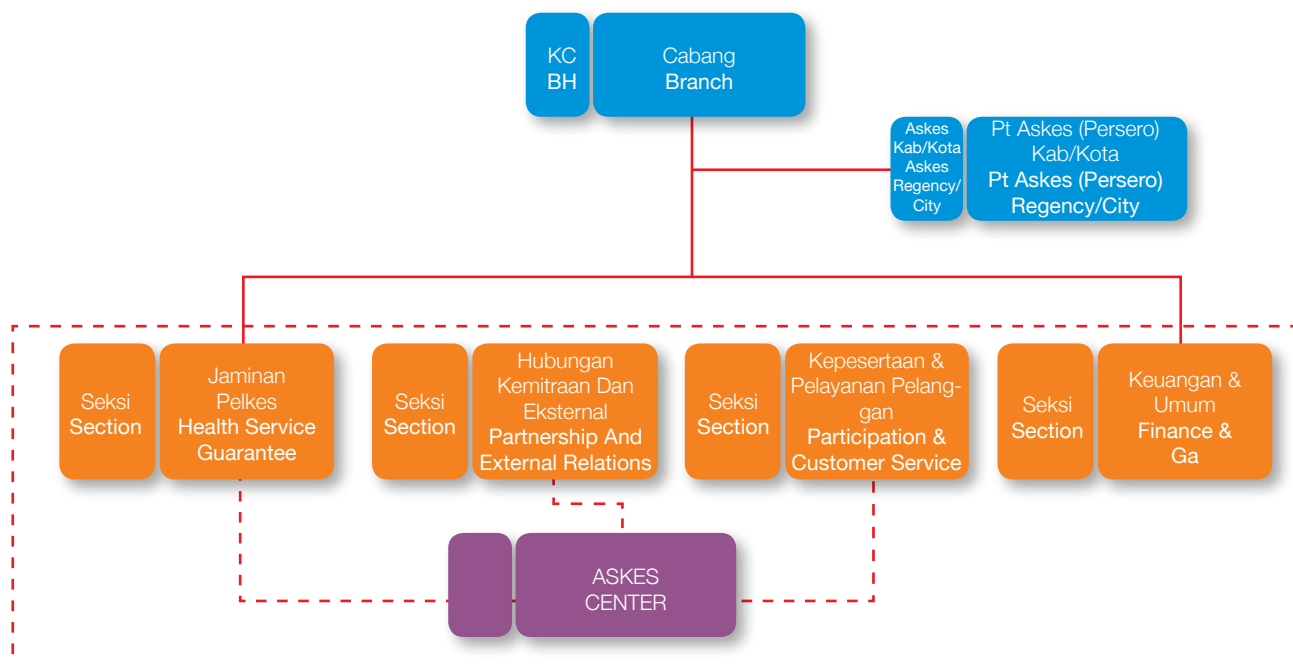 KC
BH
Cabang
Branch
Askes
Kab/Kota
Askes
Regency/
City
Pt Askes (Persero)
Kab/Kota
Pt Askes (Persero)
Regency/City
Seksi
Section
Jaminan
Pelkes
Health Service
Guarantee
Seksi
Section
Hubungan
Kemitraan Dan
Eksternal
Partnership And
External Relations
Seksi
Section
Kepesertaan &
Pelayanan Pelang-
gan
Participation &
Customer Service
Seksi
Section
Keuangan &
Umum
Finance &
Ga
ASKES
CENTER